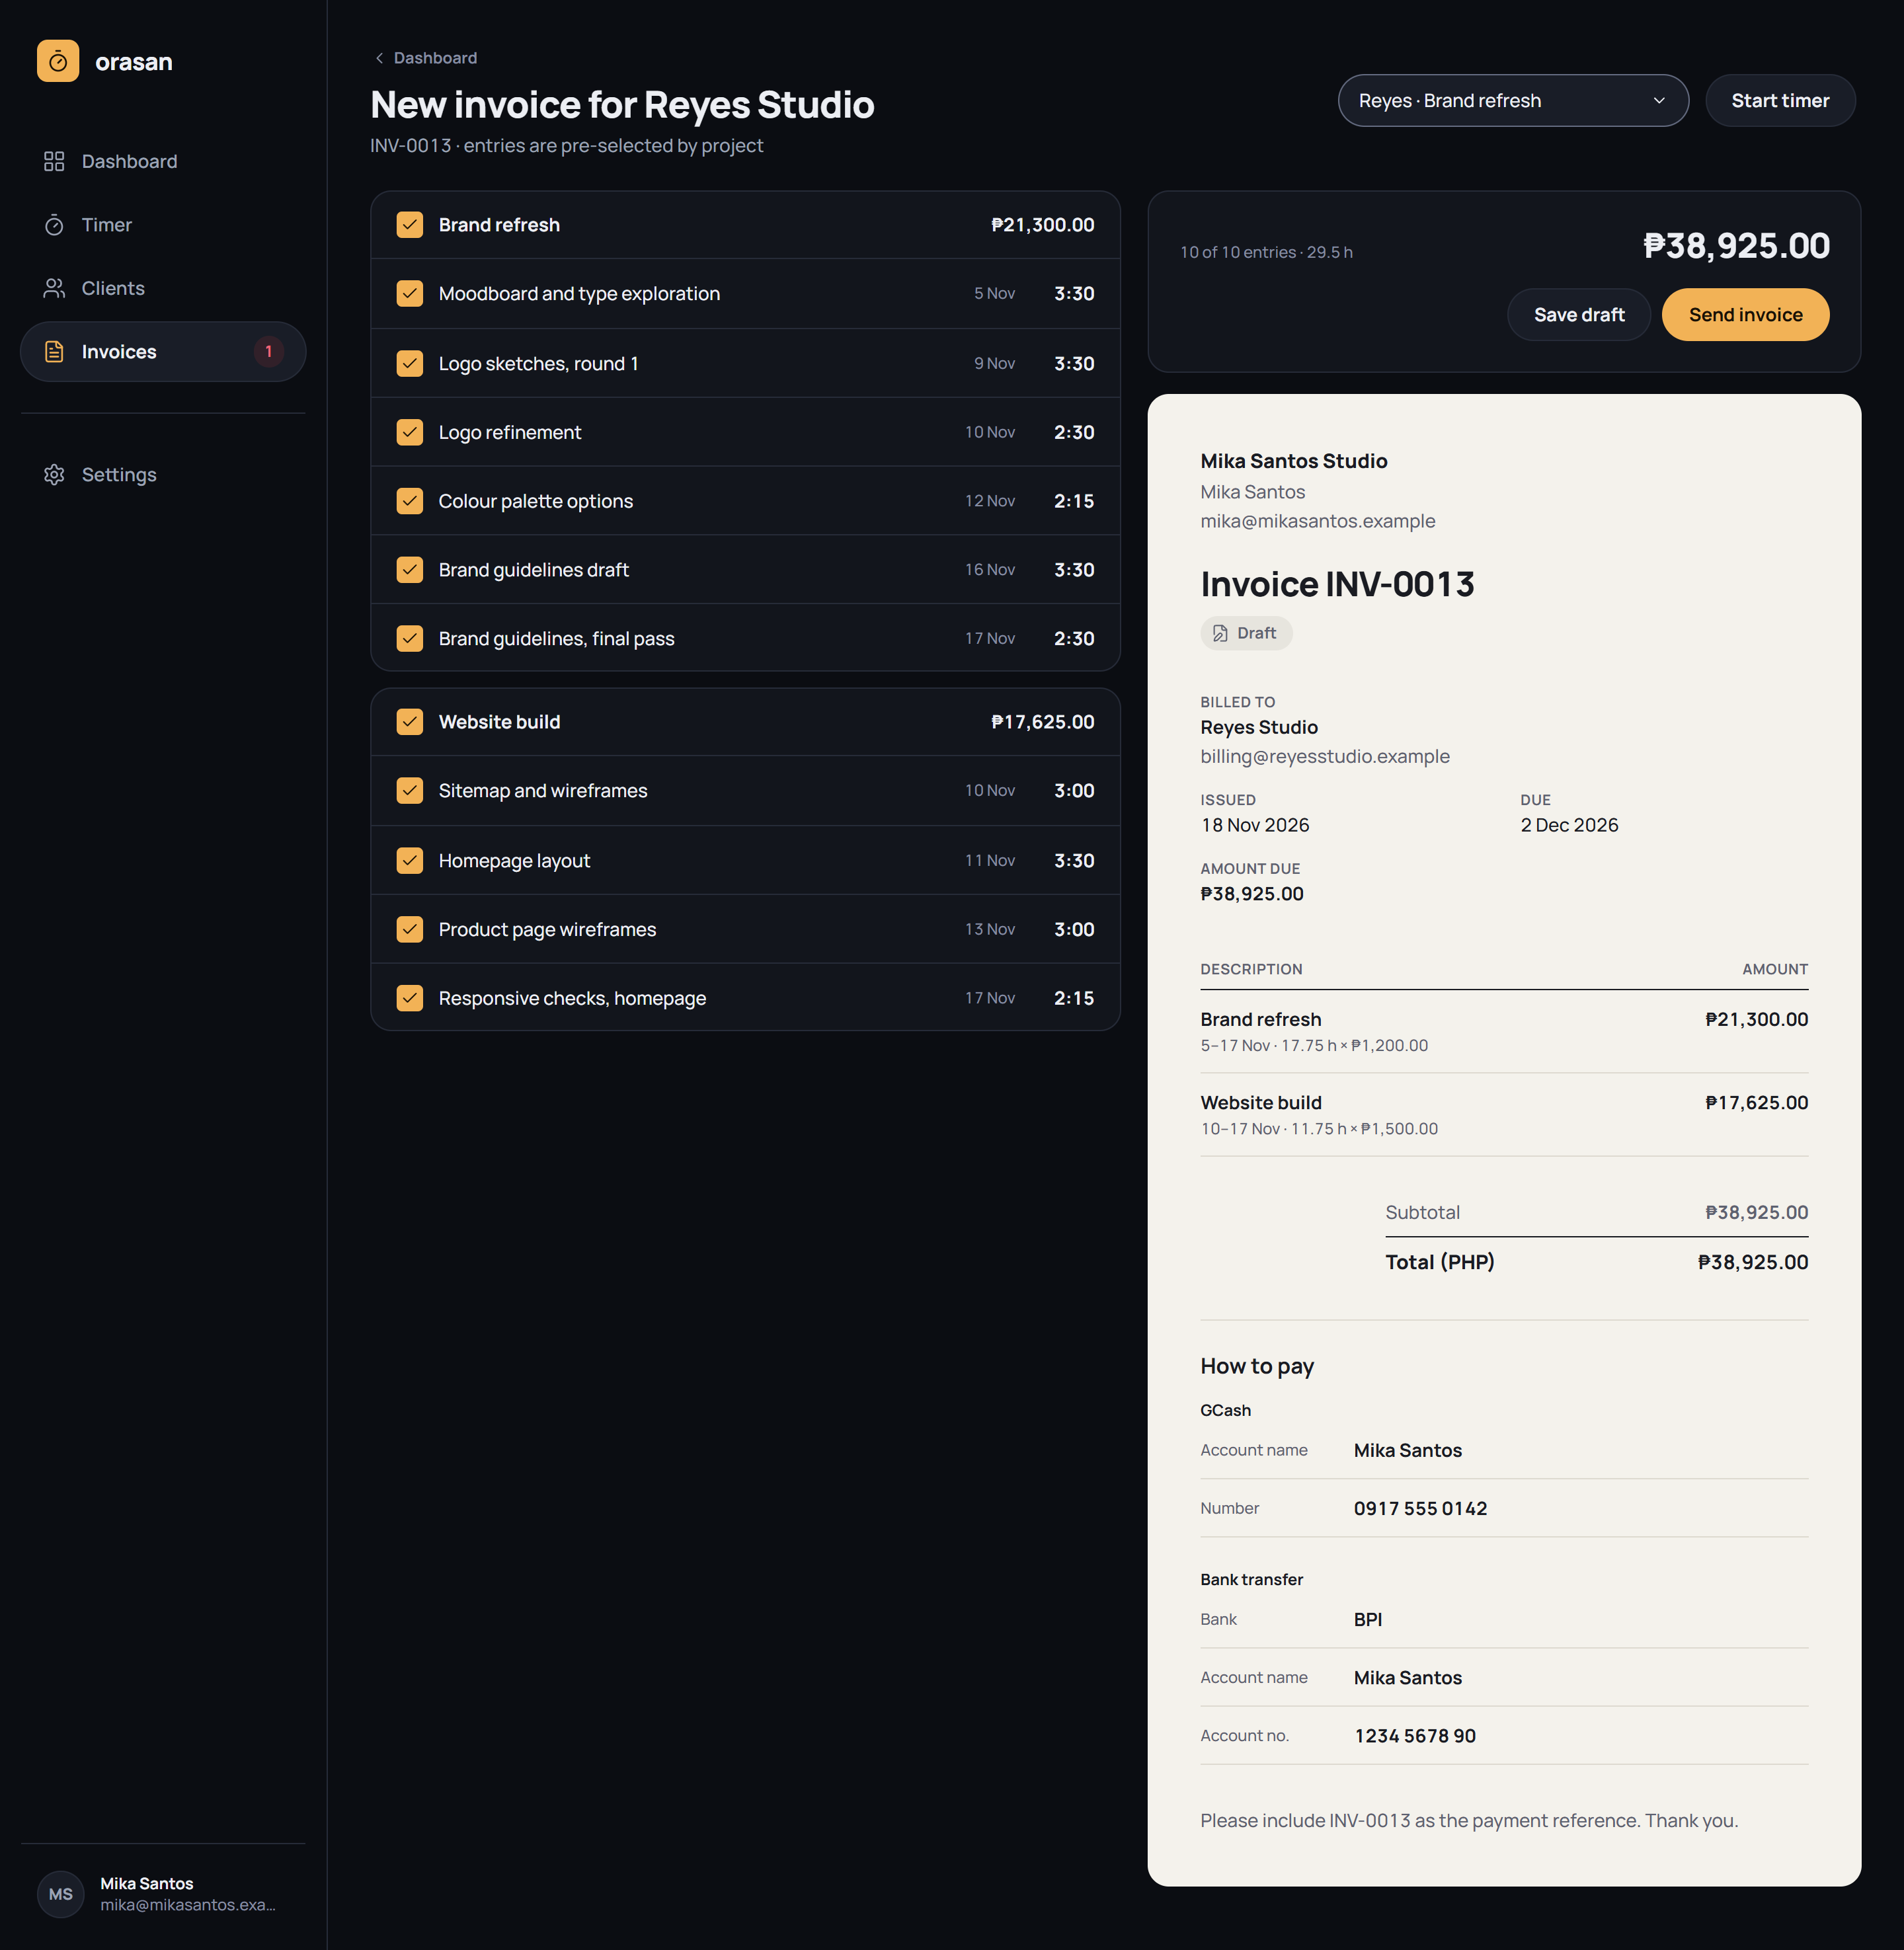 orasan
Dashboard
Timer
Clients
Invoices 1
Settings
Mika Santos
MS
mika@mikasantos.exa...
Dashboard
New invoice for Reyes Studio
INV-0013 · entries are pre-selected by project
Reyes · Brand refresh
Start timer
Brand refresh ₱21,300.00
Moodboard and type exploration 5 Nov 3:30
Logo sketches, round 1 9 Nov 3:30
Logo refinement 10 Nov 2:30
Colour palette options 12 Nov 2:15
Brand guidelines draft 16 Nov 3:30
Brand guidelines, final pass 17 Nov 2:30
Website build ₱17,625.00
Sitemap and wireframes 10 Nov 3:00
Homepage layout 11 Nov 3:30
Product page wireframes 13 Nov 3:00
Responsive checks, homepage 17 Nov 2:15
10 of 10 entries · 29.5 h ₱38,925.00
Save draft Send invoice
Mika Santos Studio
Mika Santos
mika@mikasantos.example
Invoice INV-0013
Draft
BILLED TO
Reyes Studio
billing@reyesstudio.example
ISSUED DUE
18 Nov 2026 2 Dec 2026
AMOUNT DUE
₱38,925.00
DESCRIPTION AMOUNT
Brand refresh ₱21,300.00
5–17 Nov · 17.75 h × ₱1,200.00
Website build ₱17,625.00
10–17 Nov · 11.75 h × ₱1,500.00
Subtotal ₱38,925.00
Total (PHP) ₱38,925.00
How to pay
GCash
Account name Mika Santos
Number 0917 555 0142
Bank transfer
Bank BPI
Account name Mika Santos
Account no. 1234 5678 90
Please include INV-0013 as the payment reference. Thank you.